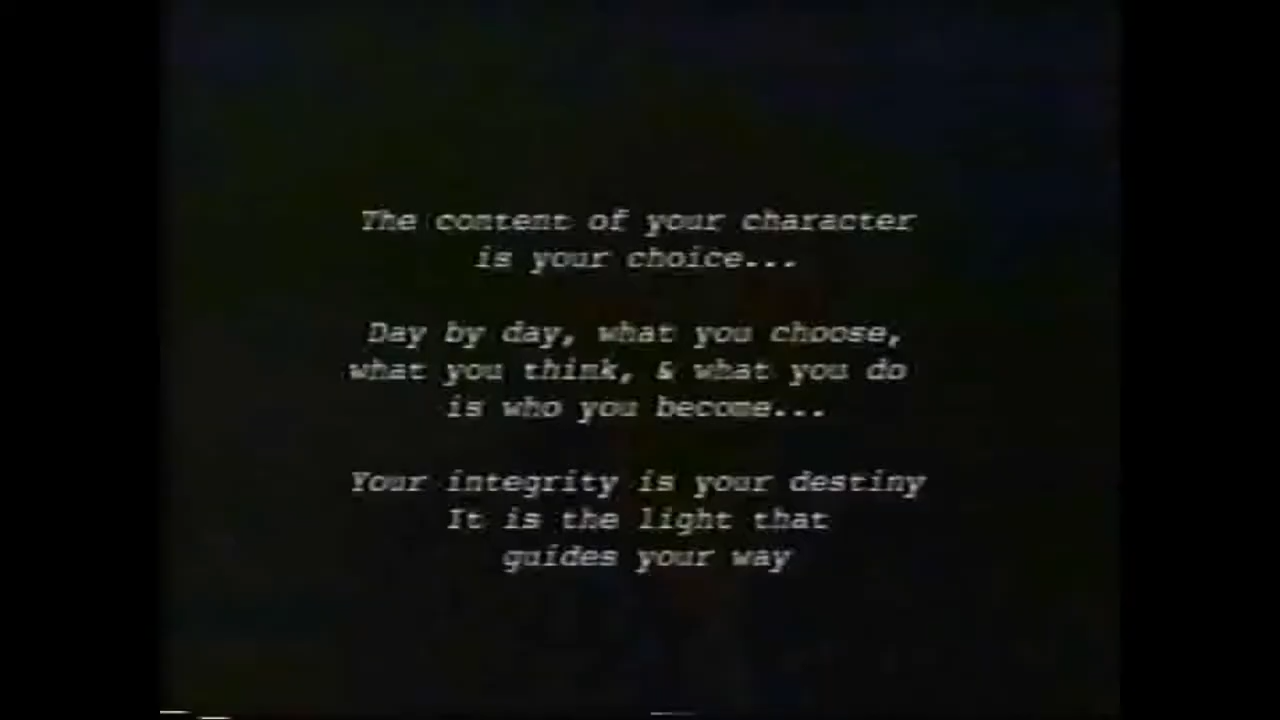 The content of your character
is your choice...
Day by day, what you choose,
what you think, & what you do
is who you become...
Your integrity is your destiny
It is the light that
guides your way